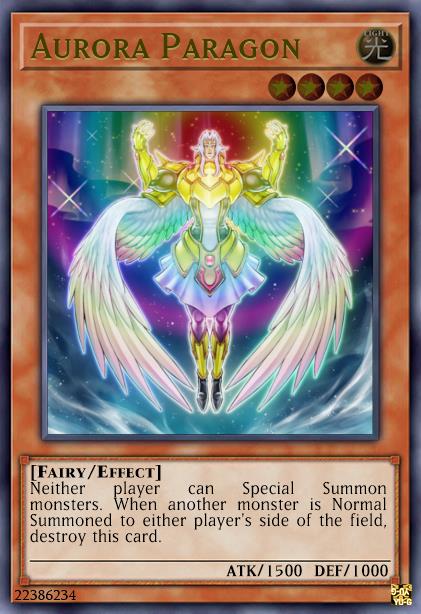 AURORA PARAGON
LIGHT
光
[FAIRY/EFFECT]
Neither player can Special Summon
monsters. When another monster is Normal
Summoned to either player's side of the field,
destroy this card.
ATK/1500 DEF/1000
22386234